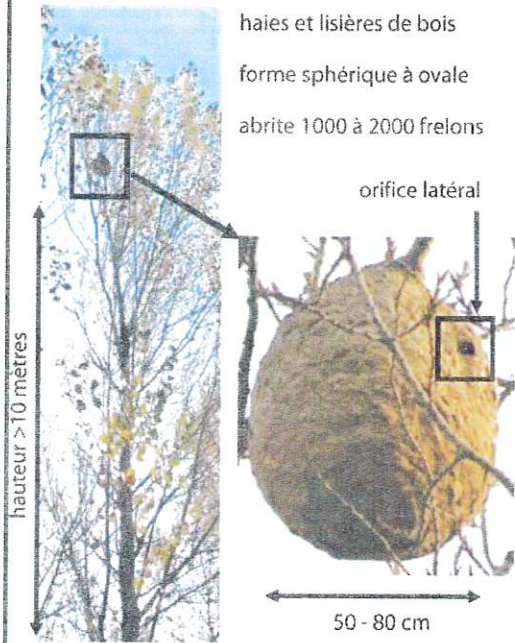 haies et lisières de bois
forme sphérique à ovale
abrite 1000 à 2000 frelons
orifice latéral
hauteur >10 mètres
50 - 80 cm